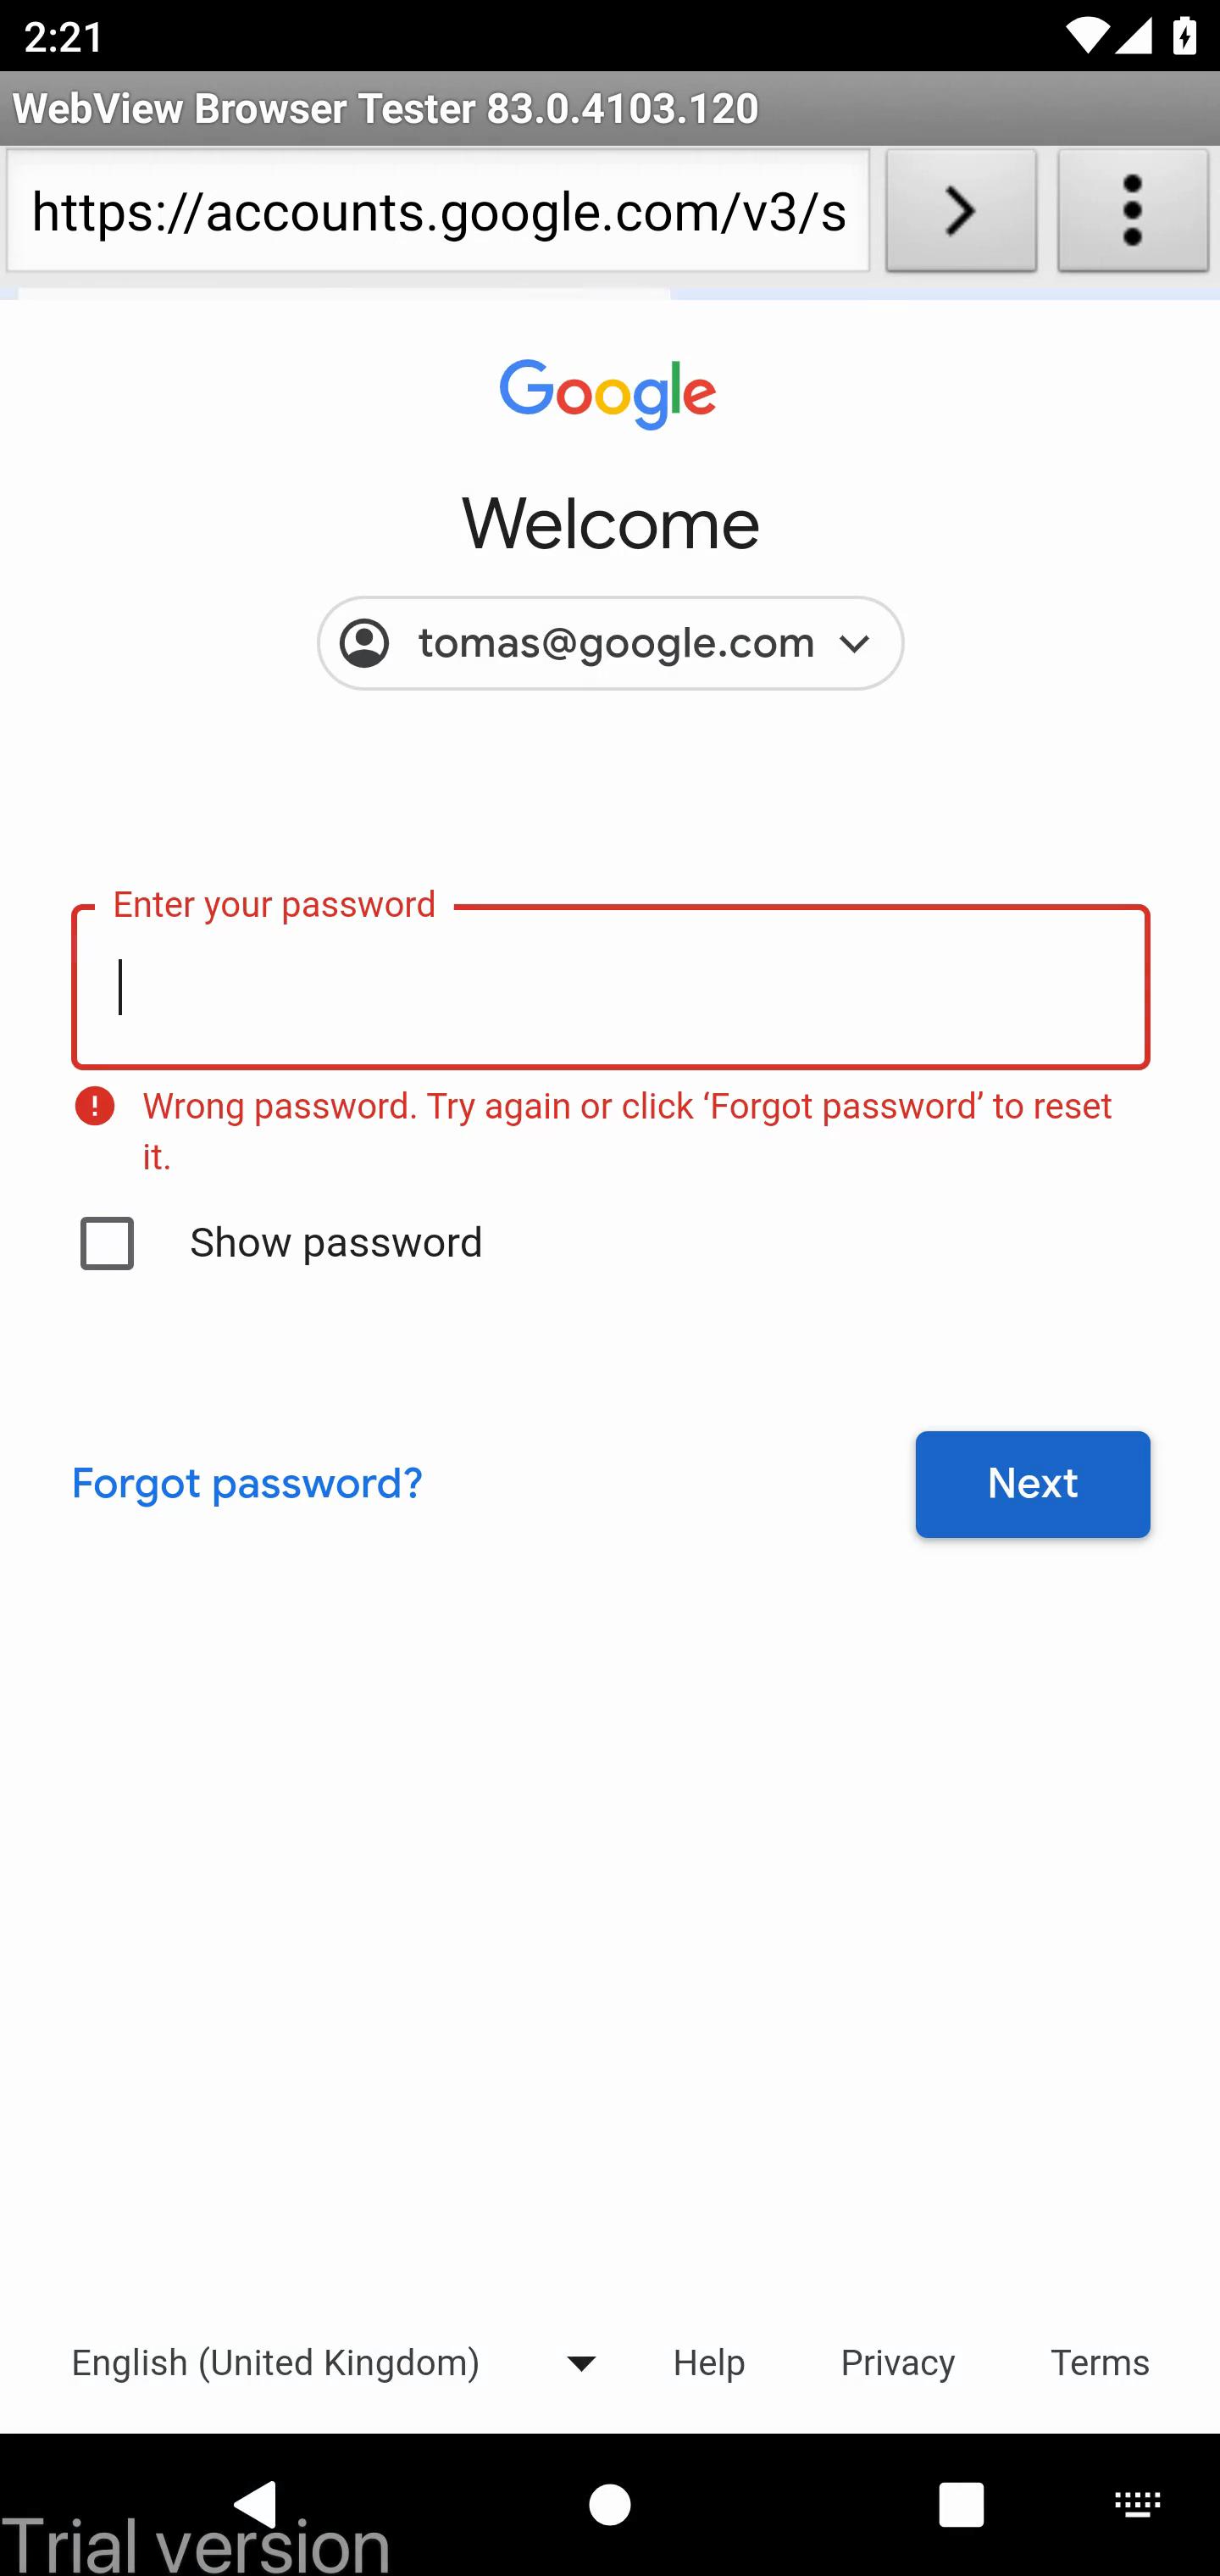 2:21
WebView Browser Tester 83.0.4103.120
https://accounts.google.com/v3/s
Google
Welcome
tomas@google.com
Enter your password
Wrong password. Try again or click ‘Forgot password’ to reset
it.
Show password
Forgot password?
Next
English (United Kingdom)
Help
Privacy
Terms
Trial version